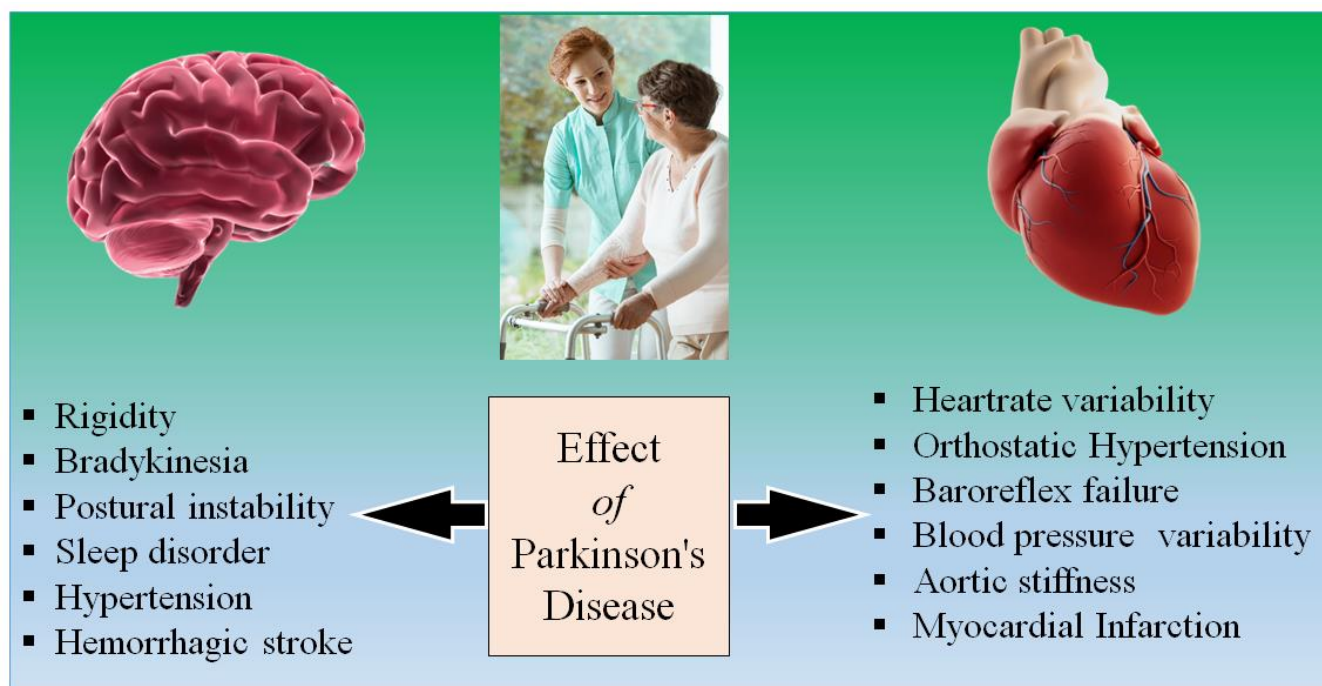 Rigidity
Bradykinesia
Postural instability
Sleep disorder
Hypertension
Hemorrhagic stroke
Effect
of
Parkinson's
Disease
Heartrate variability
Orthostatic Hypertension
Baroreflex failure
Blood pressure variability
Aortic stiffness
Myocardial Infarction